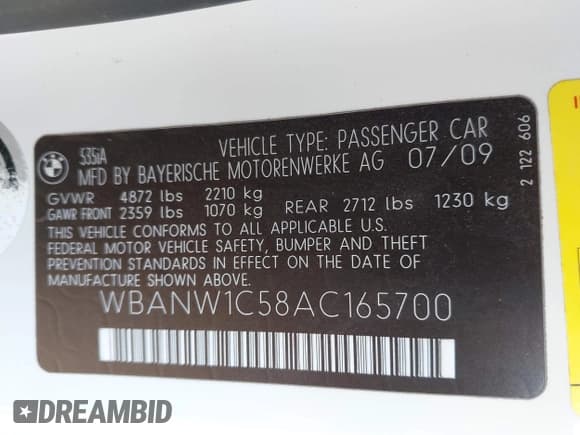 535iA
VEHICLE TYPE: PASSENGER CAR
MFD BY BAYERISCHE MOTORENWERKE AG 07/09
GVWR 4872 lbs 2210 kg
GAWR FRONT 2359 lbs 1070 kg REAR 2712 lbs 1230 kg
THIS VEHICLE CONFORMS TO ALL APPLICABLE U.S.
FEDERAL MOTOR VEHICLE SAFETY, BUMPER AND THEFT
PREVENTION STANDARDS IN EFFECT ON THE DATE OF
MANUFACTURE SHOWN ABOVE.
WBANW1C58AC165700
2 122 606
DREAMBID